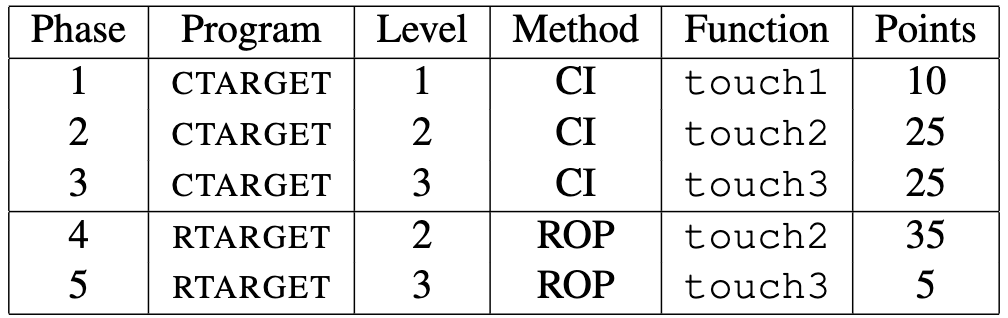 Phase Program Level Method Function Points
1 CTARGET 1 CI touch1 10
2 CTARGET 2 CI touch2 25
3 CTARGET 3 CI touch3 25
4 RTARGET 2 ROP touch2 35
5 RTARGET 3 ROP touch3 5